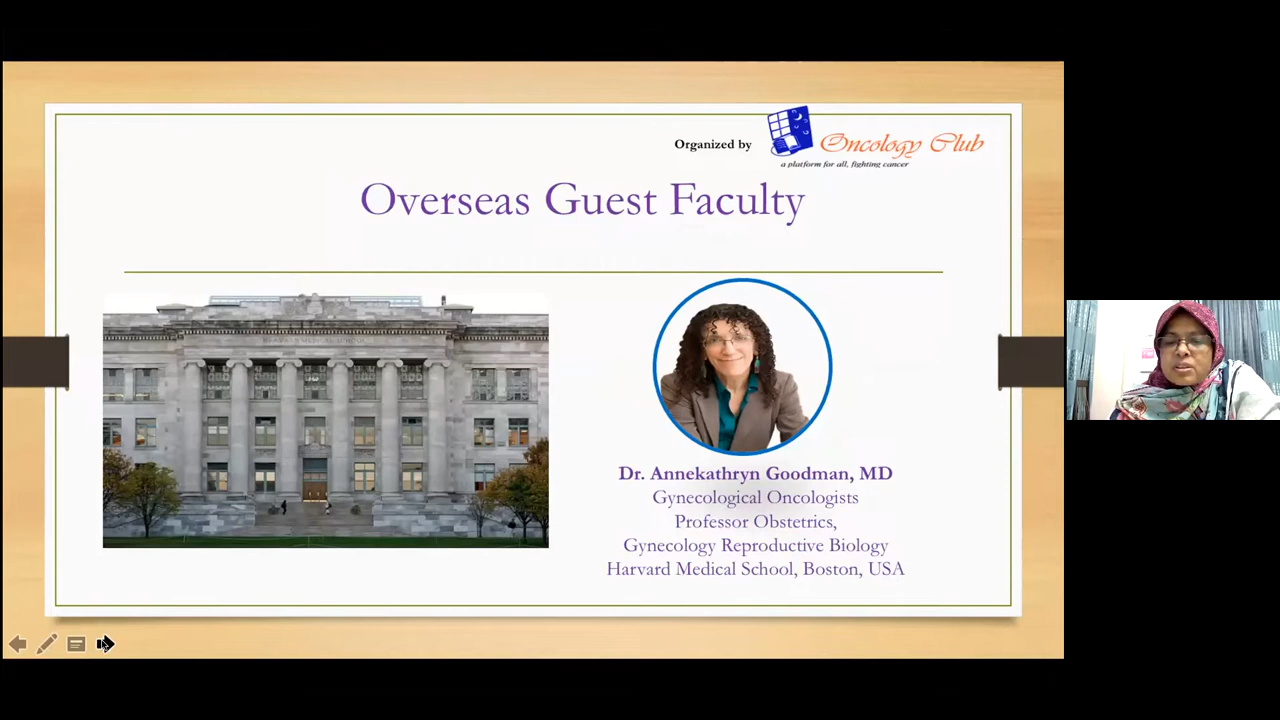 Organized by
Oncology Club
a platform for all, fighting cancer
Overseas Guest Faculty
Dr. Annekathryn Goodman, MD
Gynecological Oncologists
Professor Obstetrics,
Gynecology Reproductive Biology
Harvard Medical School, Boston, USA